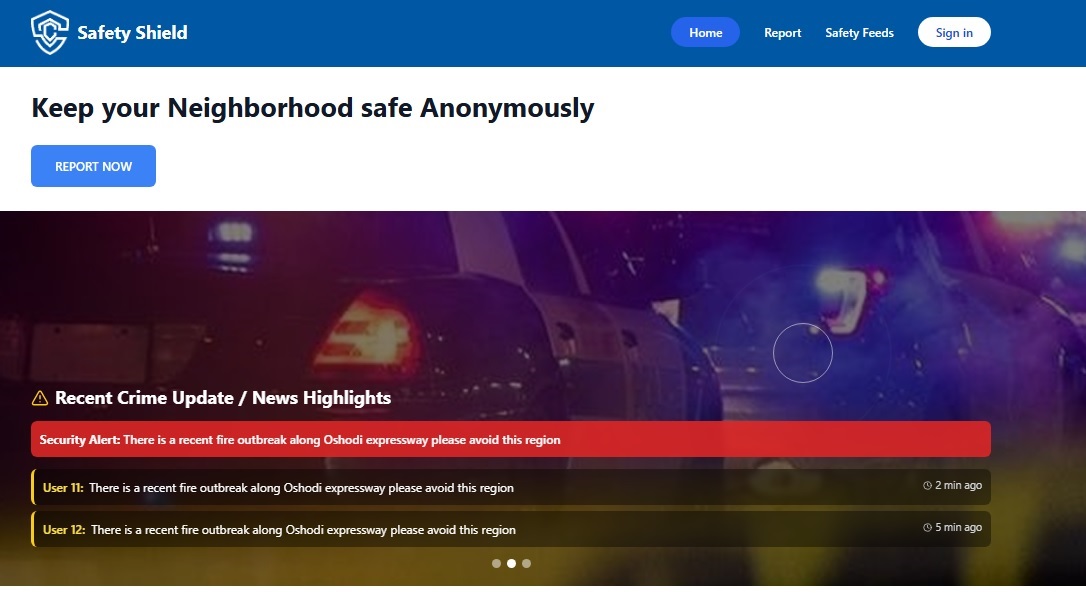 Safety Shield
Home
Report
Safety Feeds
Sign in
Keep your Neighborhood safe Anonymously
REPORT NOW
Recent Crime Update / News Highlights
Security Alert: There is a recent fire outbreak along Oshodi expressway please avoid this region
User 11: There is a recent fire outbreak along Oshodi expressway please avoid this region
2 min ago
User 12: There is a recent fire outbreak along Oshodi expressway please avoid this region
5 min ago